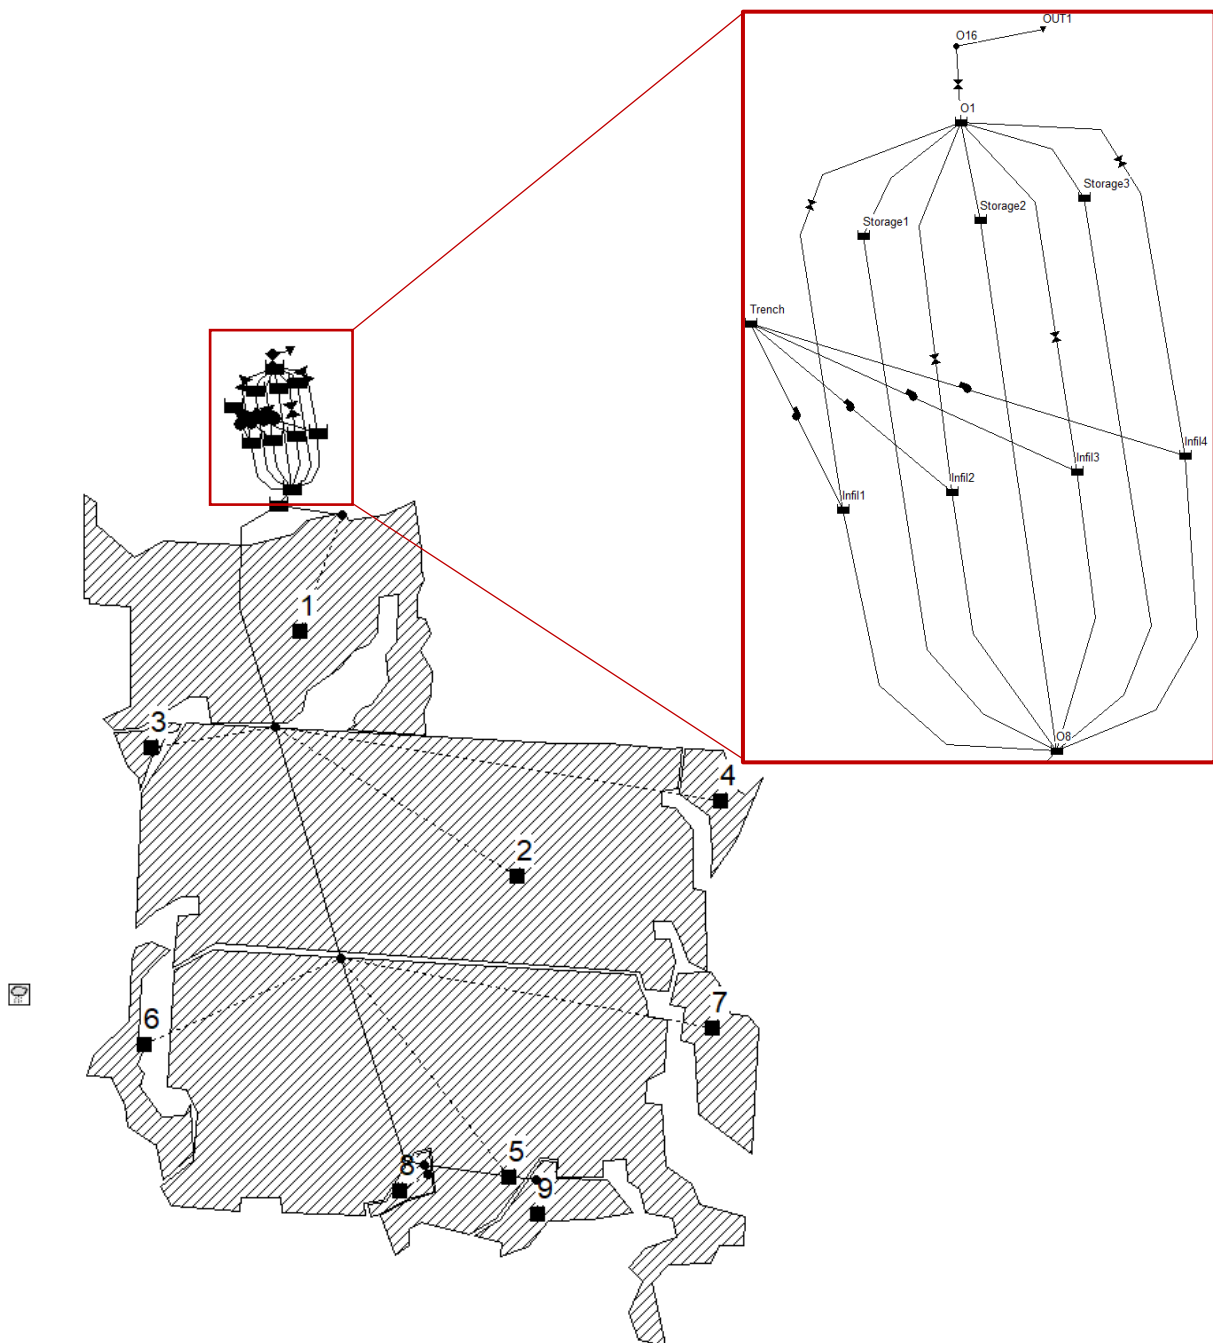 OUT1
O16
O1
Storage3
Storage2
Storage1
Trench
Infil4
Infil3
Infil2
Infil1
O8
1
3
4
2
7
6
5
8
9